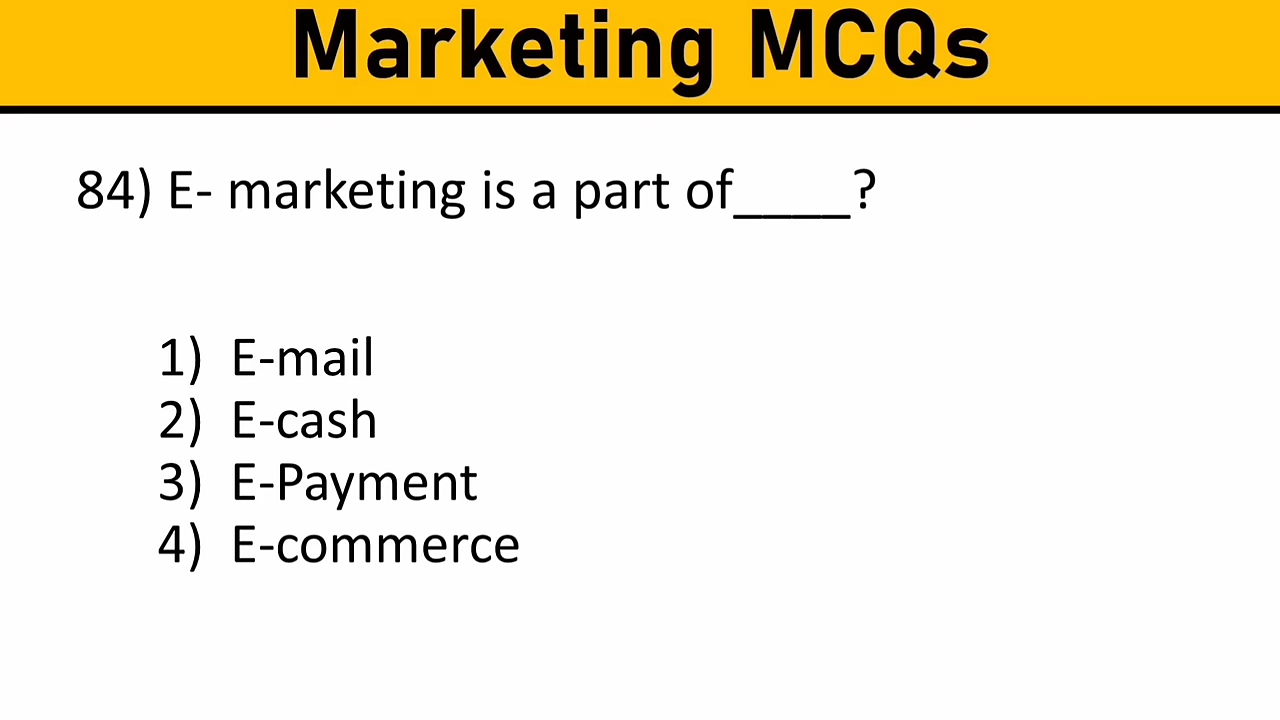 Marketing MCQs
84) E- marketing is a part of____?
1) E-mail
2) E-cash
3) E-Payment
4) E-commerce